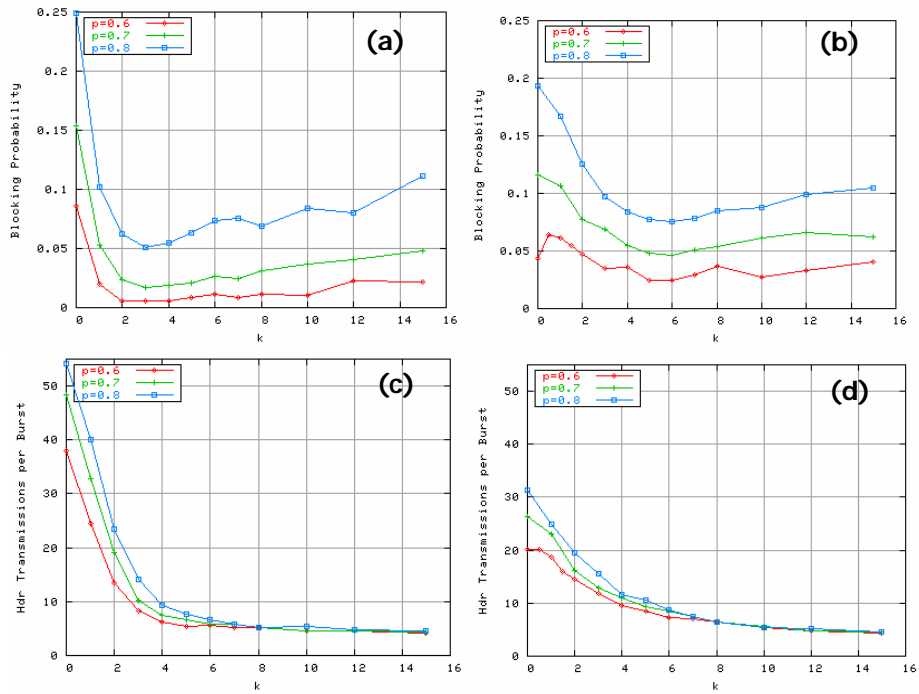 (a)
p=0.6
p=0.7
p=0.8
0.25
0.2
0.15
0.1
0.05
0
Blocking Probability
0 2 4 6 8 10 12 14 16
k
(b)
p=0.6
p=0.7
p=0.8
0.25
0.2
0.15
0.1
0.05
0
Blocking Probability
0 2 4 6 8 10 12 14 16
k
(c)
p=0.6
p=0.7
p=0.8
50
40
30
20
10
0
Hdr Transmissions per Burst
0 2 4 6 8 10 12 14 16
k
(d)
p=0.6
p=0.7
p=0.8
50
40
30
20
10
0
Hdr Transmissions per Burst
0 2 4 6 8 10 12 14 16
k